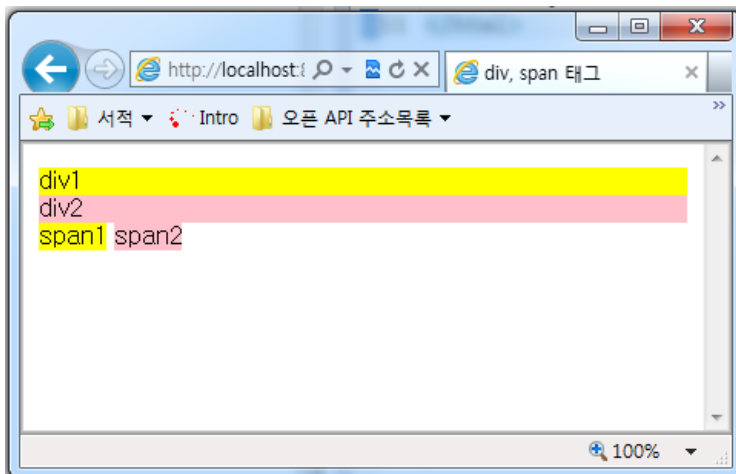 http://localhost:8
div, span 태그
서적 Intro 오픈 API 주소목록
div1
div2
span1 span2
100%